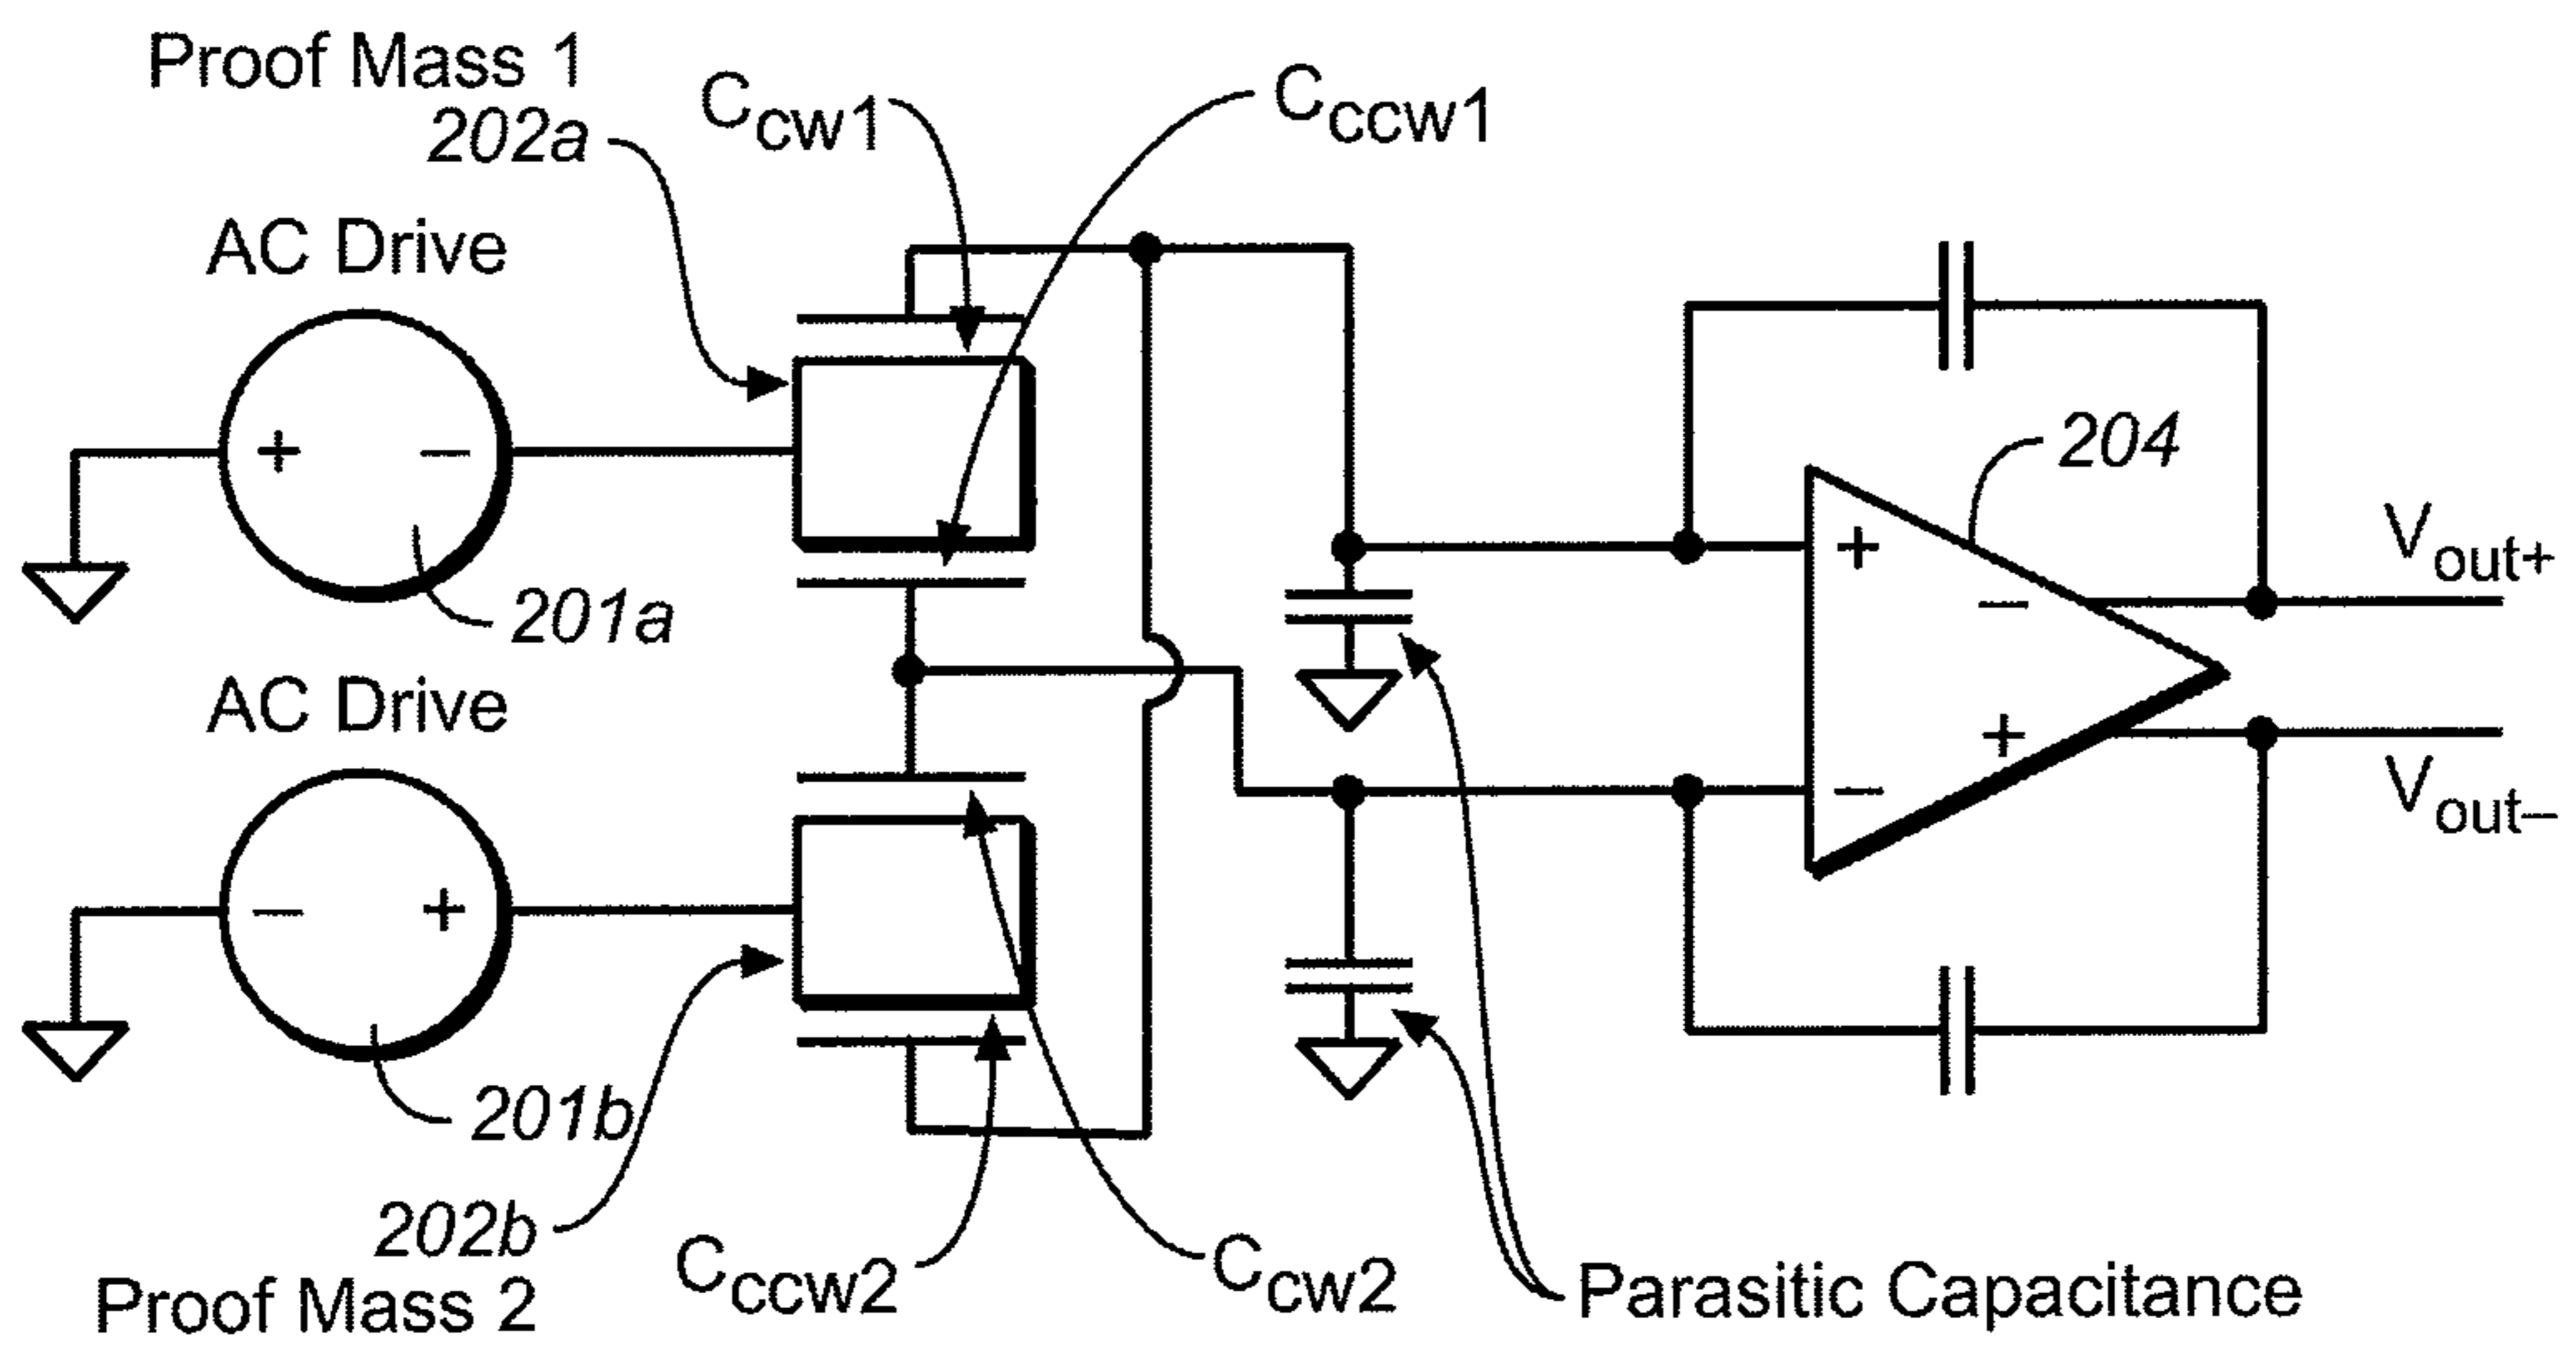 Proof Mass 1
202a
Ccw1
Cccw1
AC Drive
+ −
201a
204
+
−
Vout+
AC Drive
− +
201b
+
−
Vout−
202b
Proof Mass 2
Cccw2
Ccw2
Parasitic Capacitance